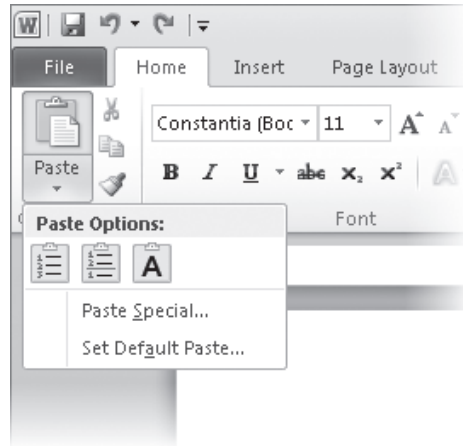 W
File Home Insert Page Layout
Constantia (Boc 11 A A
Paste B I U abc X₂ X²  A
Font
Paste Options:
A
Paste Special...
Set Default Paste...